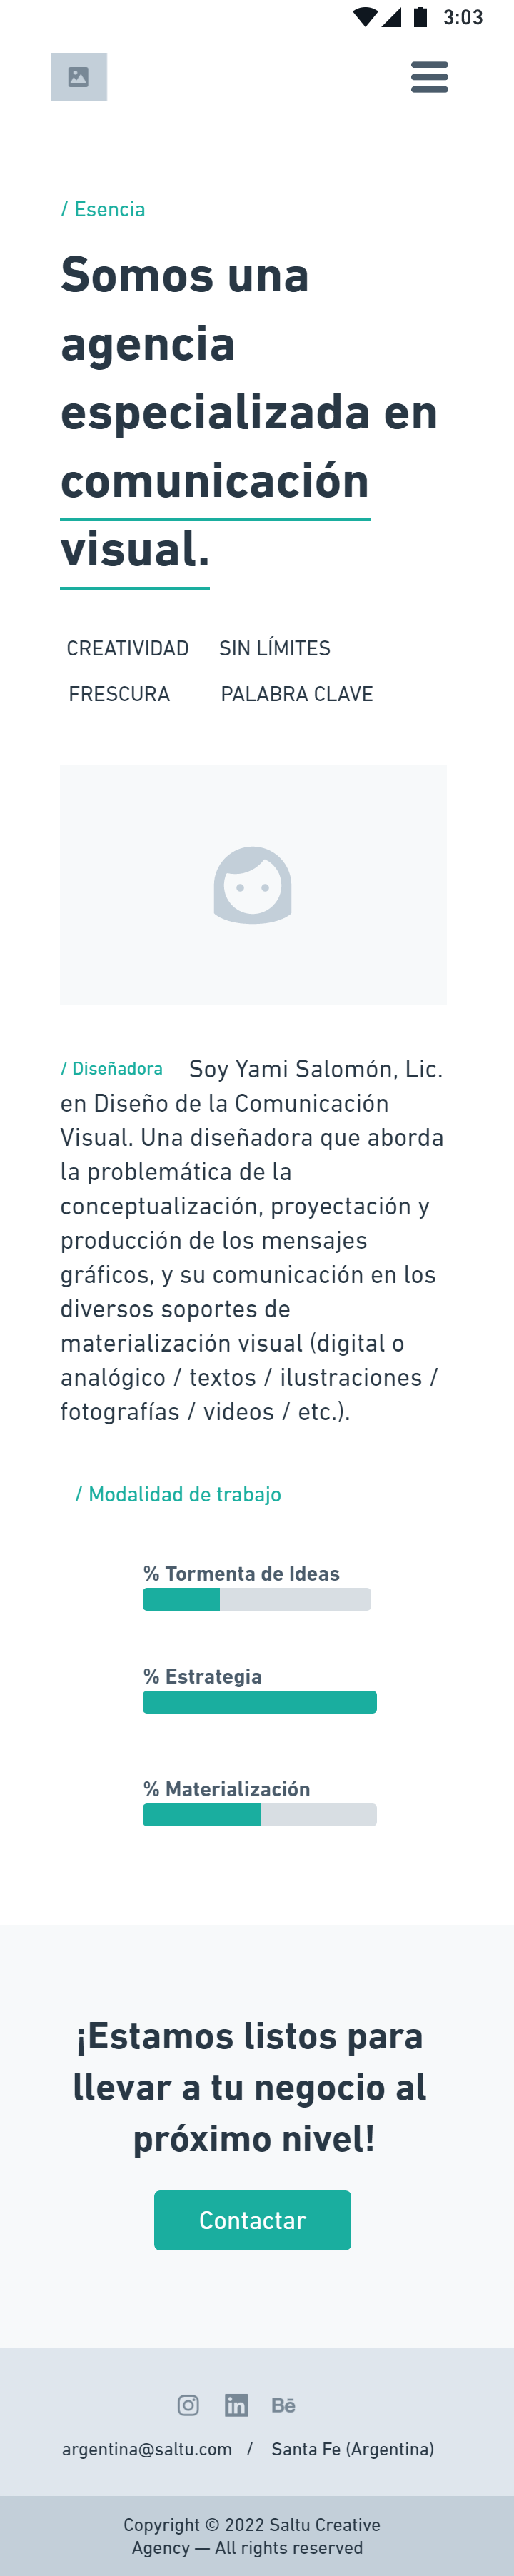 3:03
/ Esencia
Somos una
agencia
especializada en
comunicación
visual.
CREATIVIDAD SIN LÍMITES
FRESCURA PALABRA CLAVE
/ Diseñadora Soy Yami Salomón, Lic.
en Diseño de la Comunicación
Visual. Una diseñadora que aborda
la problemática de la
conceptualización, proyectación y
producción de los mensajes
gráficos, y su comunicación en los
diversos soportes de
materialización visual (digital o
analógico / textos / ilustraciones /
fotografías / videos / etc.).
/ Modalidad de trabajo
% Tormenta de Ideas
% Estrategia
% Materialización
¡Estamos listos para
llevar a tu negocio al
próximo nivel!
Contactar
in Bē
argentina@saltu.com / Santa Fe (Argentina)
Copyright © 2022 Saltu Creative
Agency — All rights reserved